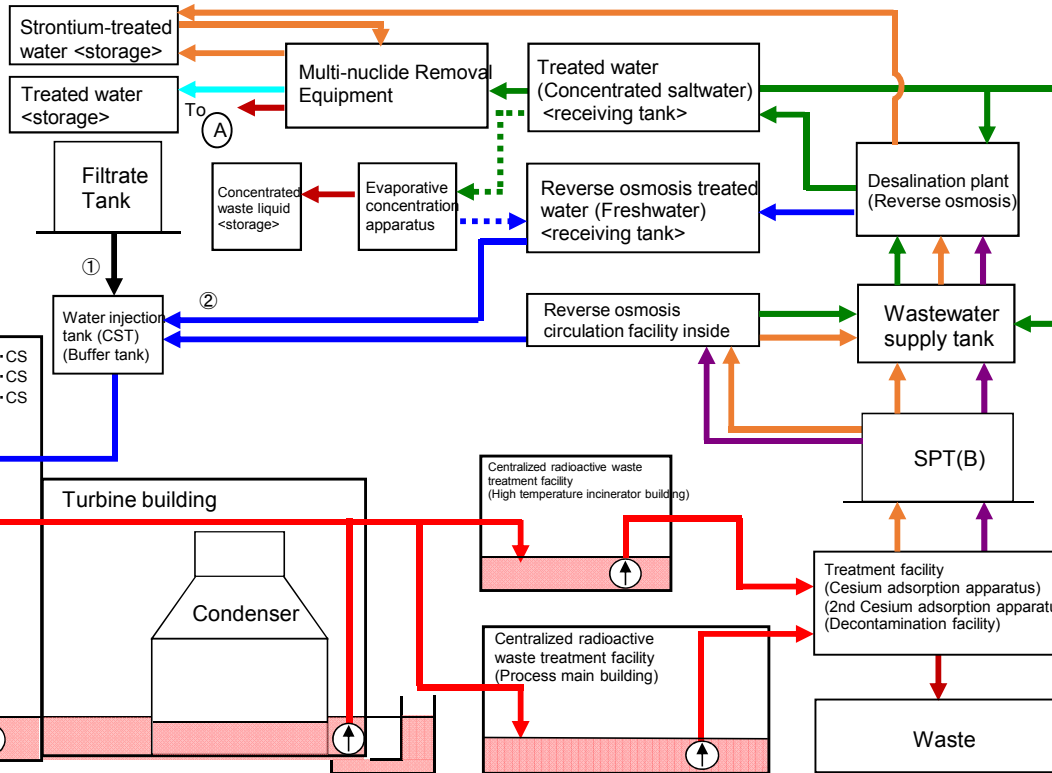 Strontium-treated
water <storage>
Treated water
<storage>
To
A
Multi-nuclide Removal
Equipment
Treated water
(Concentrated saltwater)
<receiving tank>
Filtrate
Tank
Concentrated
waste liquid
<storage>
Evaporative
concentration
apparatus
Reverse osmosis treated
water (Freshwater)
<receiving tank>
Desalination plant
(Reverse osmosis)
①
②
Water injection
tank (CST)
(Buffer tank)
Reverse osmosis
circulation facility inside
Wastewater
supply tank
・CS
・CS
・CS
SPT(B)
Turbine building
Condenser
Centralized radioactive waste
treatment facility
(High temperature incinerator building)
Centralized radioactive
waste treatment facility
(Process main building)
Treatment facility
(Cesium adsorption apparatus)
(2nd Cesium adsorption apparatu
(Decontamination facility)
Waste